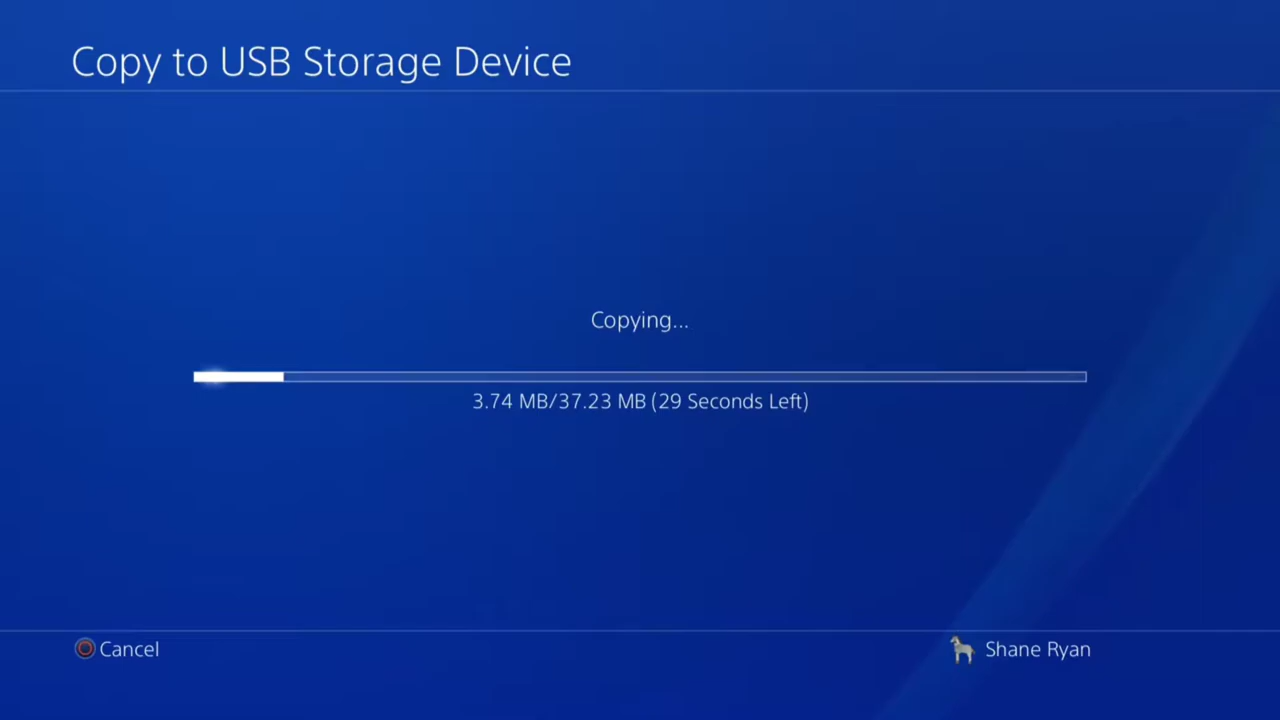 Copy to USB Storage Device
Copying...
3.74 MB/37.23 MB (29 Seconds Left)
Cancel
Shane Ryan